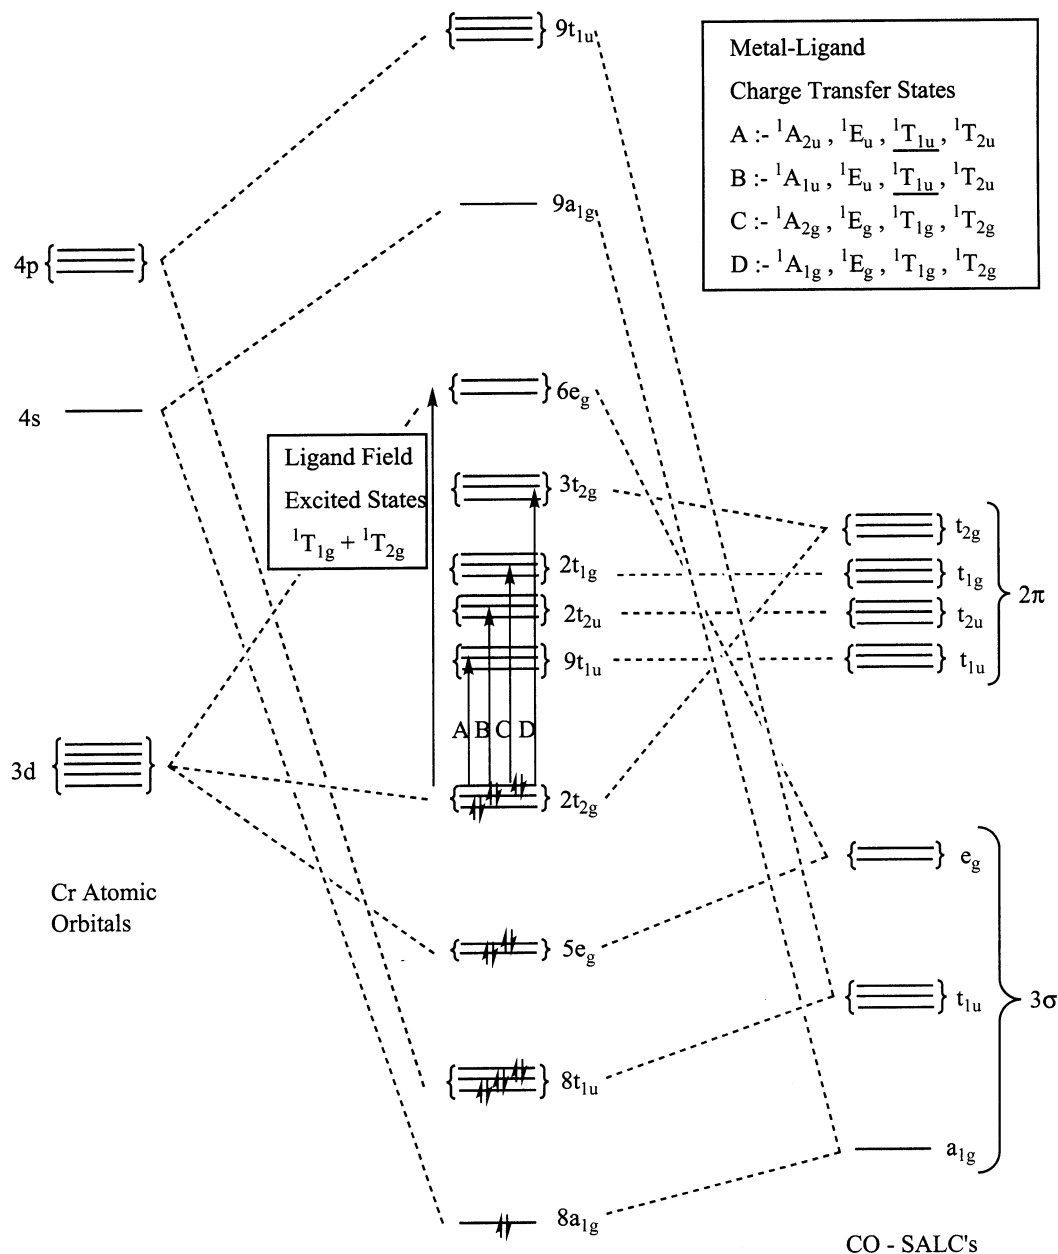 9t1u
Metal-Ligand
Charge Transfer States
A :- ¹A2u , ¹Eu , ¹T1u , ¹T2u
B :- ¹A1u , ¹Eu , ¹T1u , ¹T2u
C :- ¹A2g , ¹Eg , ¹T1g , ¹T2g
D :- ¹A1g , ¹Eg , ¹T1g , ¹T2g
9a1g
4p
4s
6eg
Ligand Field
Excited States
¹T1g + ¹T2g
3t2g
t2g
2t1g
t1g
2π
2t2u
t2u
9t1u
t1u
A B C D
3d
2t2g
eg
Cr Atomic
Orbitals
5eg
t1u
3σ
8t1u
a1g
8a1g
CO - SALC's